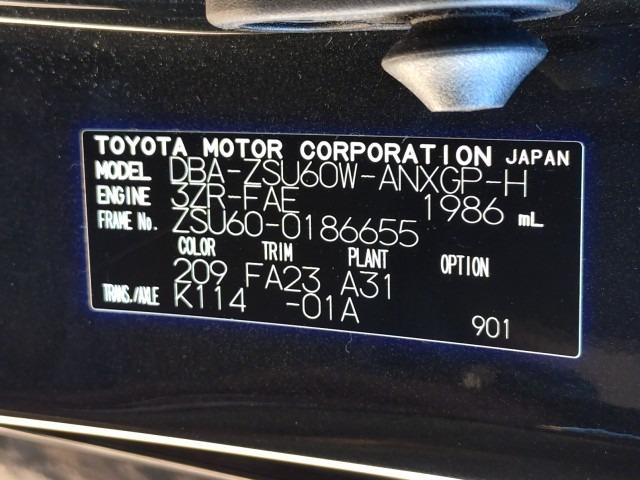 TOYOTA MOTOR CORPORATION JAPAN
MODEL DBA-ZSU60W-ANXGP-H
ENGINE 3ZR-FAE 1986 mL
FRAME No. ZSU60-0186655
COLOR TRIM PLANT OPTION
209 FA23 A31
TRANS./AXLE K114 -01A
901